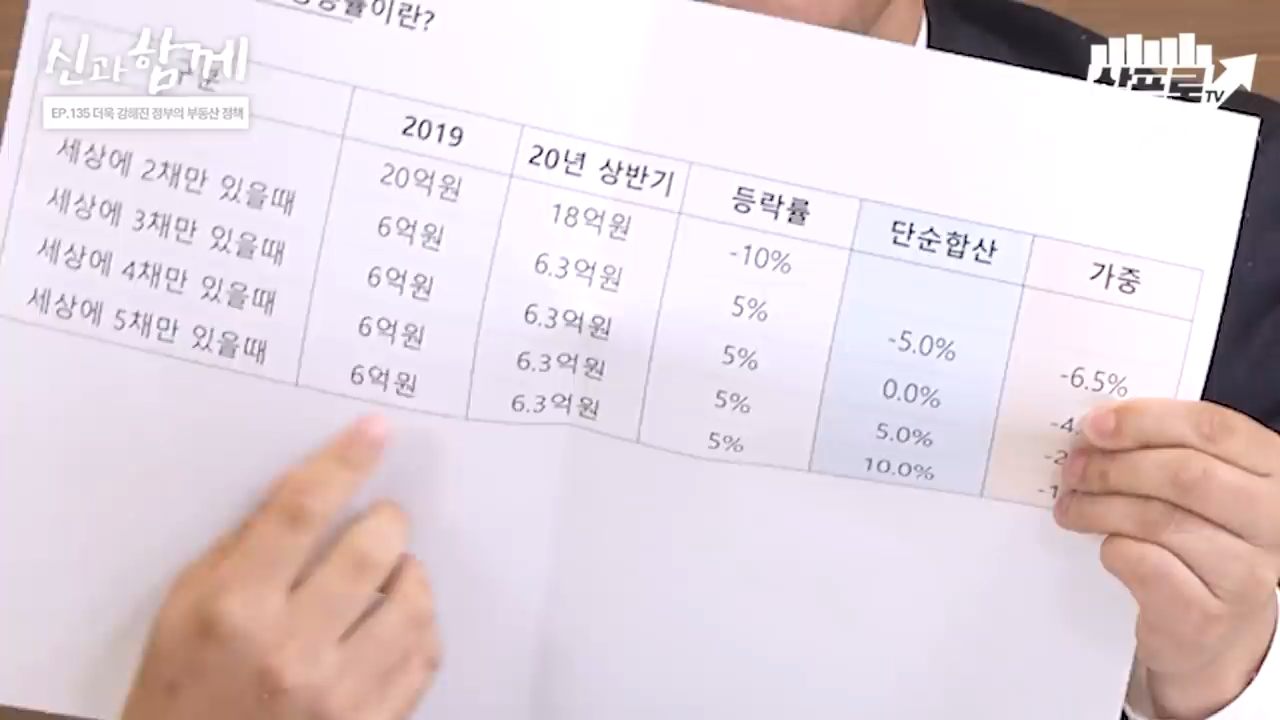 이란?
신과함께
EP.135 더욱 강해진 정부의 부동산 정책
삼프로TV
2019 20년 상반기 등락률 단순합산 가중
20억원 18억원 -10%
세상에 2채만 있을때 6억원 6.3억원 5% -5.0% -6.5%
세상에 3채만 있을때 6억원 6.3억원 5% 0.0%
세상에 4채만 있을때 6억원 6.3억원 5% 5.0%
세상에 5채만 있을때 6억원 6.3억원 5% 10.0%